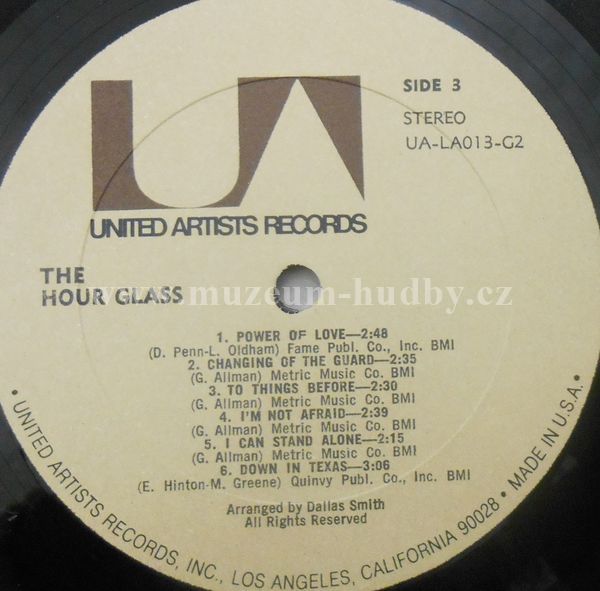 UA
SIDE 3
STEREO
UA-LA013-G2
UNITED ARTISTS RECORDS
THE
HOUR GLASS
www.muzeum-hudby.cz
1. POWER OF LOVE—2:48
(D. Penn-L. Oldham) Fame Publ. Co., Inc. BMI
2. CHANGING OF THE GUARD—2:35
(G. Allman) Metric Music Co. BMI
3. TO THINGS BEFORE—2:30
(G. Allman) Metric Music Co. BMI
4. I'M NOT AFRAID—2:39
(G. Allman) Metric Music Co. BMI
5. I CAN STAND ALONE—2:15
(G. Allman) Metric Music Co. BMI
6. DOWN IN TEXAS—3:06
(E. Hinton-M. Greene) Quinvy Publ. Co., Inc. BMI
Arranged by Dallas Smith
All Rights Reserved
• UNITED ARTISTS RECORDS, INC., LOS ANGELES, CALIFORNIA 90028 • MADE IN U.S.A. •